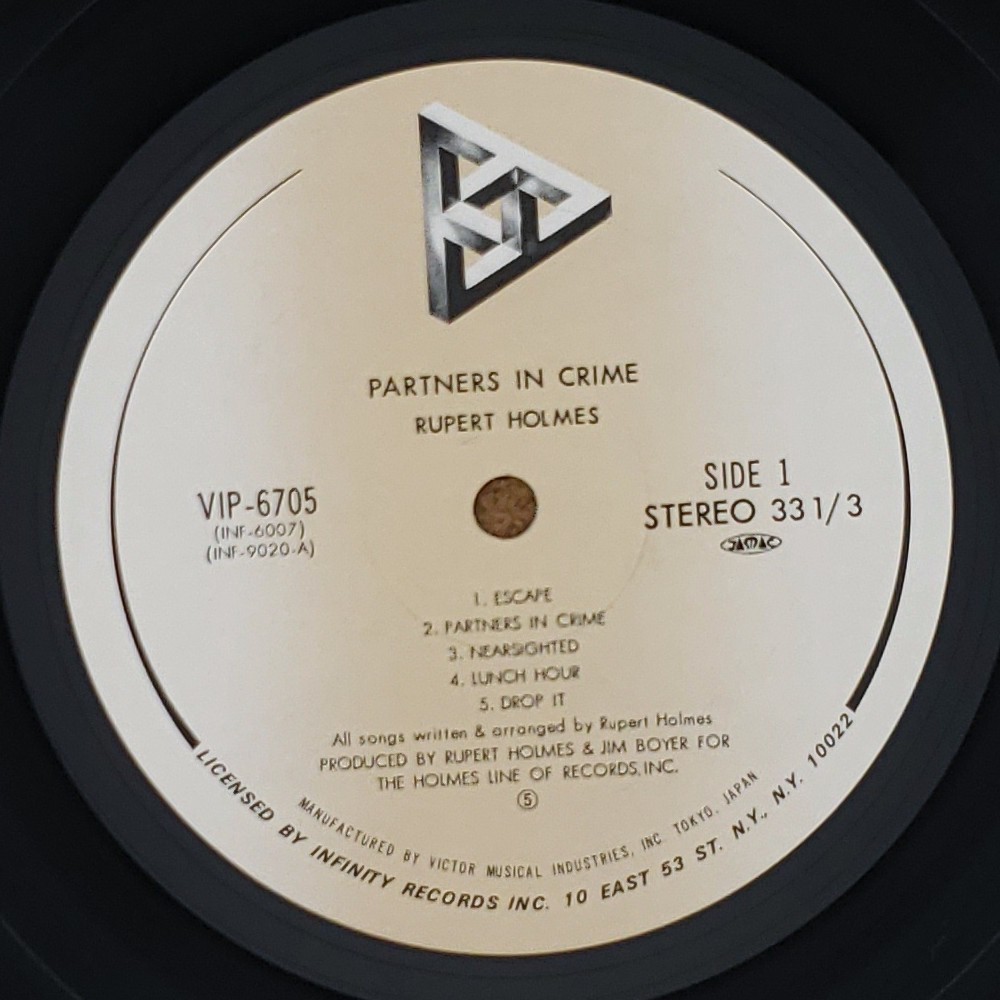 PARTNERS IN CRIME
RUPERT HOLMES
VIP-6705
(INF-6007)
(INF-9020-A)
SIDE 1
STEREO 33 1/3
JAMAC
1. ESCAPE
2. PARTNERS IN CRIME
3. NEARSIGHTED
4. LUNCH HOUR
5. DROP IT
All songs written & arranged by Rupert Holmes
PRODUCED BY RUPERT HOLMES & JIM BOYER FOR
THE HOLMES LINE OF RECORDS, INC.
⑤
MANUFACTURED BY VICTOR MUSICAL INDUSTRIES, INC. TOKYO, JAPAN
LICENSED BY INFINITY RECORDS INC. 10 EAST 53 ST. N.Y., N.Y. 10022